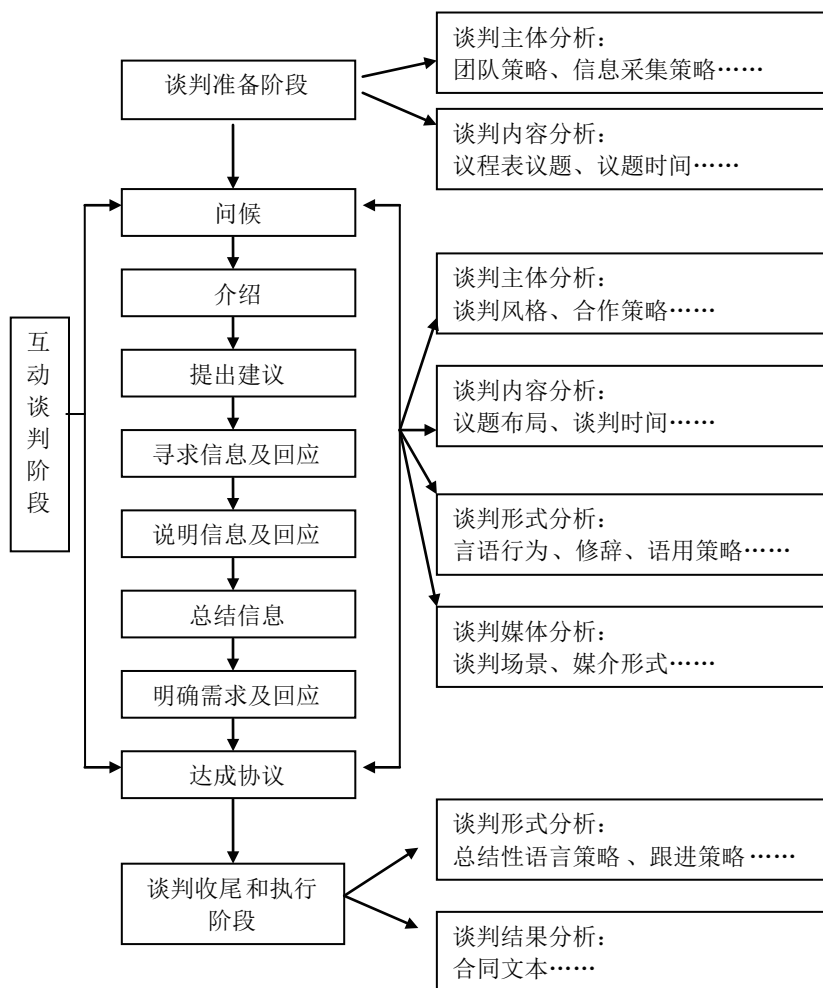 谈判准备阶段
谈判主体分析：
团队策略、信息采集策略……
谈判内容分析：
议程表议题、议题时间……
互
动
谈
判
阶
段
问候
介绍
提出建议
寻求信息及回应
说明信息及回应
总结信息
明确需求及回应
达成协议
谈判主体分析：
谈判风格、合作策略……
谈判内容分析：
议题布局、谈判时间……
谈判形式分析：
言语行为、修辞、语用策略……
谈判媒体分析：
谈判场景、媒介形式……
谈判收尾和执行
阶段
谈判形式分析：
总结性语言策略、跟进策略……
谈判结果分析：
合同文本……